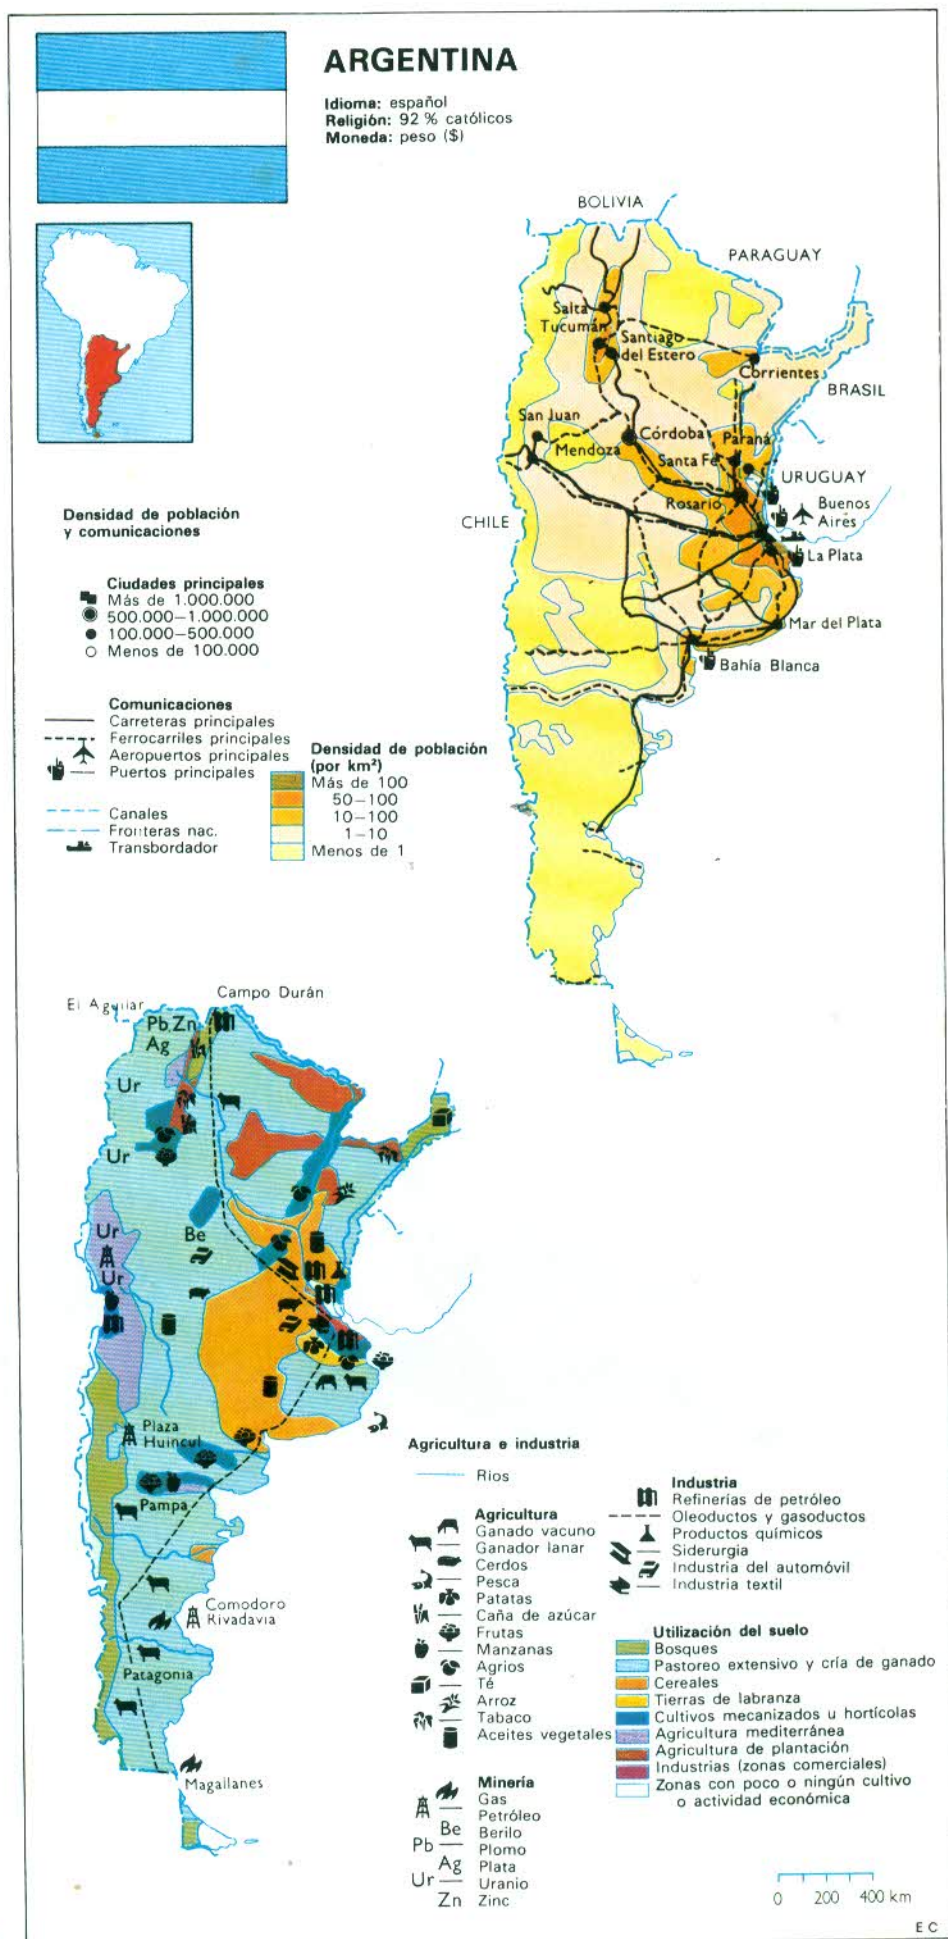 ARGENTINA
Idioma: español
Religión: 92 % católicos
Moneda: peso ($)
BOLIVIA
PARAGUAY
Salta
Tucumán
Santiago
del Estero
Corrientes
BRASIL
San Juan
Córdoba
Paraná
Mendoza
Santa Fé
URUGUAY
Rosario
Buenos
Aires
CHILE
La Plata
Mar del Plata
Bahía Blanca
Densidad de población
y comunicaciones
Ciudades principales
Más de 1.000.000
500.000–1.000.000
100.000–500.000
Menos de 100.000
Comunicaciones
Carreteras principales
Ferrocarriles principales
Aeropuertos principales
Puertos principales
Canales
Fronteras nac.
Transbordador
Densidad de población
(por km²)
Más de 100
50–100
10–100
1–10
Menos de 1
El Aguilar
Campo Durán
Pb, Zn
Ag
Ur
Ur
Ur
Be
Ur
Plaza
Huincul
Pampa
Comodoro
Rivadavia
Patagonia
Magallanes
Agricultura e industria
Rios
Agricultura
Ganado vacuno
Ganador lanar
Cerdos
Pesca
Patatas
Caña de azúcar
Frutas
Manzanas
Agrios
Té
Arroz
Tabaco
Aceites vegetales
Minería
Gas
Petróleo
Be Berilo
Pb Plomo
Ag Plata
Ur Uranio
Zn Zinc
Industria
Refinerías de petróleo
Oleoductos y gasoductos
Productos químicos
Siderurgia
Industria del automóvil
Industria textil
Utilización del suelo
Bosques
Pastoreo extensivo y cría de ganado
Cereales
Tierras de labranza
Cultivos mecanizados u hortícolas
Agricultura mediterránea
Agricultura de plantación
Industrias (zonas comerciales)
Zonas con poco o ningún cultivo
o actividad económica
0 200 400 km
E C